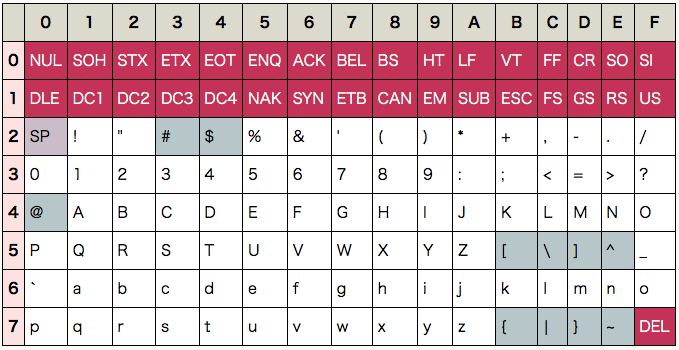 0 1 2 3 4 5 6 7 8 9 A B C D E F
0 NUL SOH STX ETX EOT ENQ ACK BEL BS HT LF VT FF CR SO SI
1 DLE DC1 DC2 DC3 DC4 NAK SYN ETB CAN EM SUB ESC FS GS RS US
2 SP ! " # $ % & ' ( ) * + , - . /
3 0 1 2 3 4 5 6 7 8 9 : ; < = > ?
4 @ A B C D E F G H I J K L M N O
5 P Q R S T U V W X Y Z [ \ ] ^ _
6 ` a b c d e f g h i j k l m n o
7 p q r s t u v w x y z { | } ~ DEL